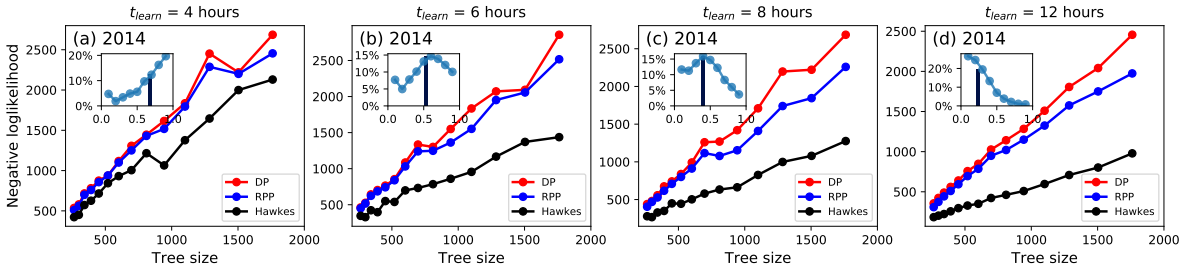 t_learn = 4 hours
t_learn = 6 hours
t_learn = 8 hours
t_learn = 12 hours
Negative loglikelihood
(a) 2014
2500
2000
1500
1000
500
20%
10%
0%
0.0 0.5 1.0
DP
RPP
Hawkes
500 1000 1500 2000
Tree size
(b) 2014
2500
2000
1500
1000
500
15%
10%
5%
0%
0.0 0.5 1.0
DP
RPP
Hawkes
500 1000 1500 2000
Tree size
(c) 2014
2500
2000
1500
1000
500
15%
10%
5%
0%
0.0 0.5 1.0
DP
RPP
Hawkes
500 1000 1500 2000
Tree size
(d) 2014
2500
2000
1500
1000
500
20%
10%
0%
0.0 0.5 1.0
DP
RPP
Hawkes
500 1000 1500 2000
Tree size